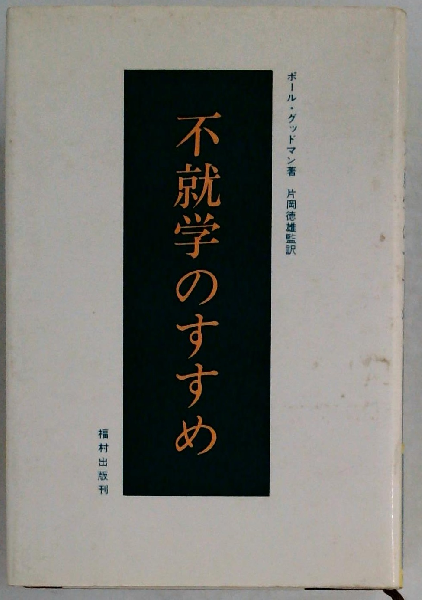 ポール・グッドマン著 片岡徳雄監訳
不就学のすすめ
福村出版刊